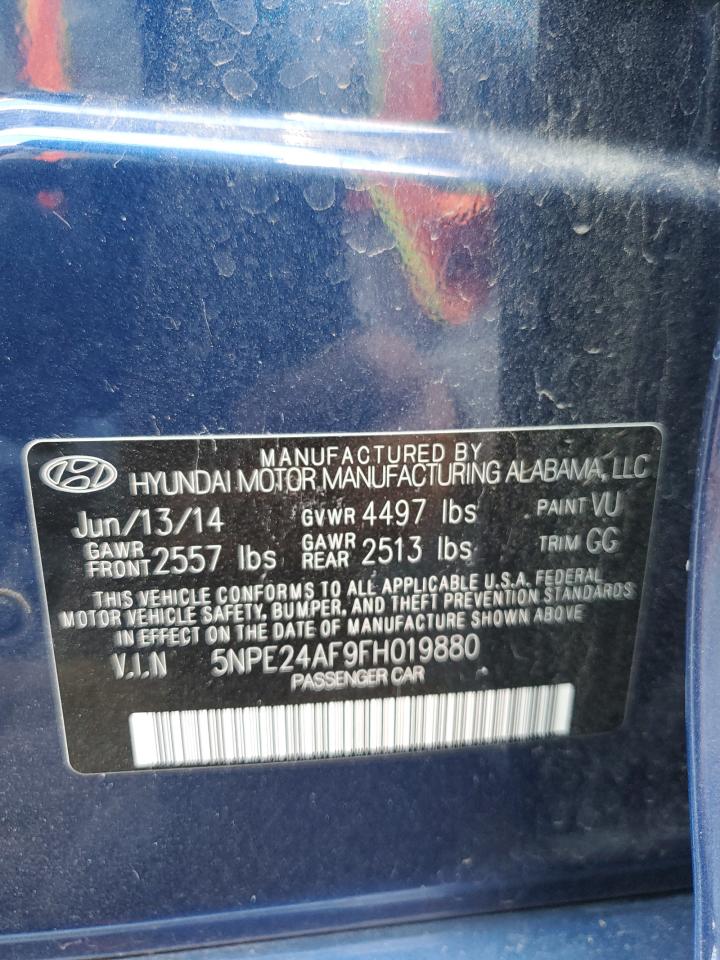 MANUFACTURED BY
HYUNDAI MOTOR MANUFACTURING ALABAMA, LLC
Jun/13/14 GVWR 4497 lbs PAINT VU
GAWR FRONT 2557 lbs GAWR REAR 2513 lbs TRIM GG
THIS VEHICLE CONFORMS TO ALL APPLICABLE U.S.A. FEDERAL
MOTOR VEHICLE SAFETY, BUMPER, AND THEFT PREVENTION STANDARDS
IN EFFECT ON THE DATE OF MANUFACTURE SHOWN ABOVE
V.I.N 5NPE24AF9FH019880
PASSENGER CAR